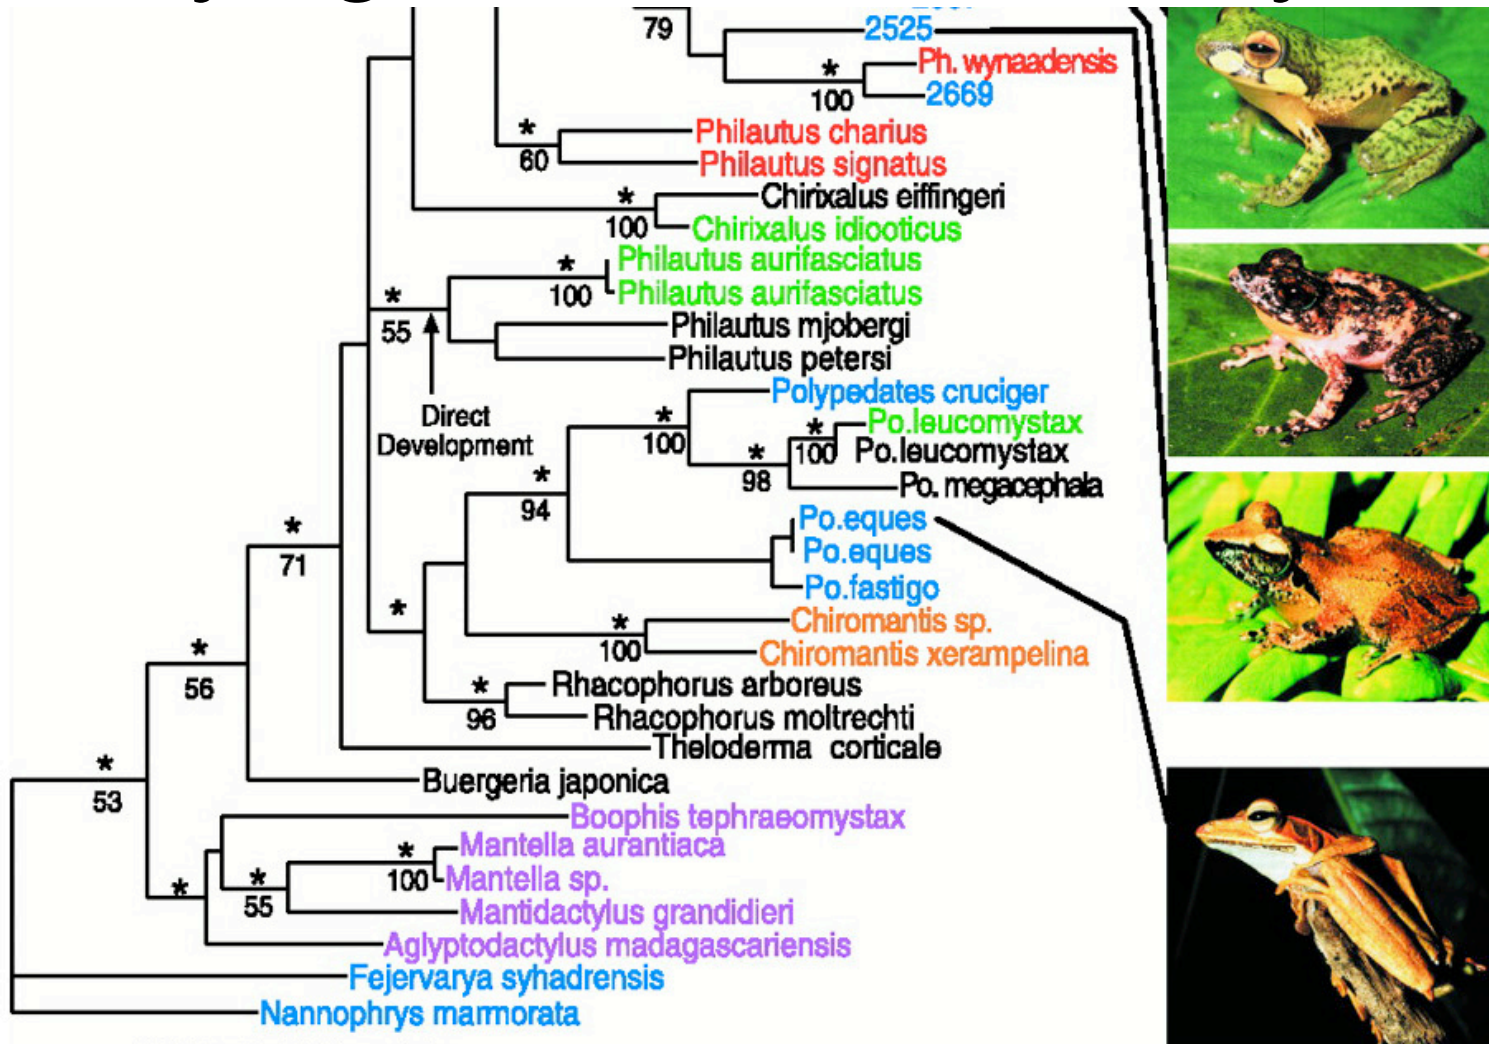 79
2525
*
Ph. wynaadensis
100
2669
*
Philautus charius
60
Philautus signatus
*
Chirixalus eiffingeri
100
Chirixalus idiooticus
*
Philautus aurifasciatus
100
Philautus aurifasciatus
*
55
Philautus mjobergi
Philautus petersi
Direct
Development
Polypedates cruciger
*
100
*
Po.leucomystax
100
Po.leucomystax
*
98
Po. megacephala
*
94
Po.eques
Po.eques
Po.fastigo
*
71
*
*
Chiromantis sp.
100
Chiromantis xerampelina
*
Rhacophorus arboreus
96
Rhacophorus moltrechti
*
56
Theloderma corticale
Buergeria japonica
*
53
Boophis tephraeomystax
*
Mantella aurantiaca
100
Mantella sp.
*
*
55
Mantidactylus grandidieri
Aglyptodactylus madagascariensis
Fejervarya syhadrensis
Nannophrys marmorata